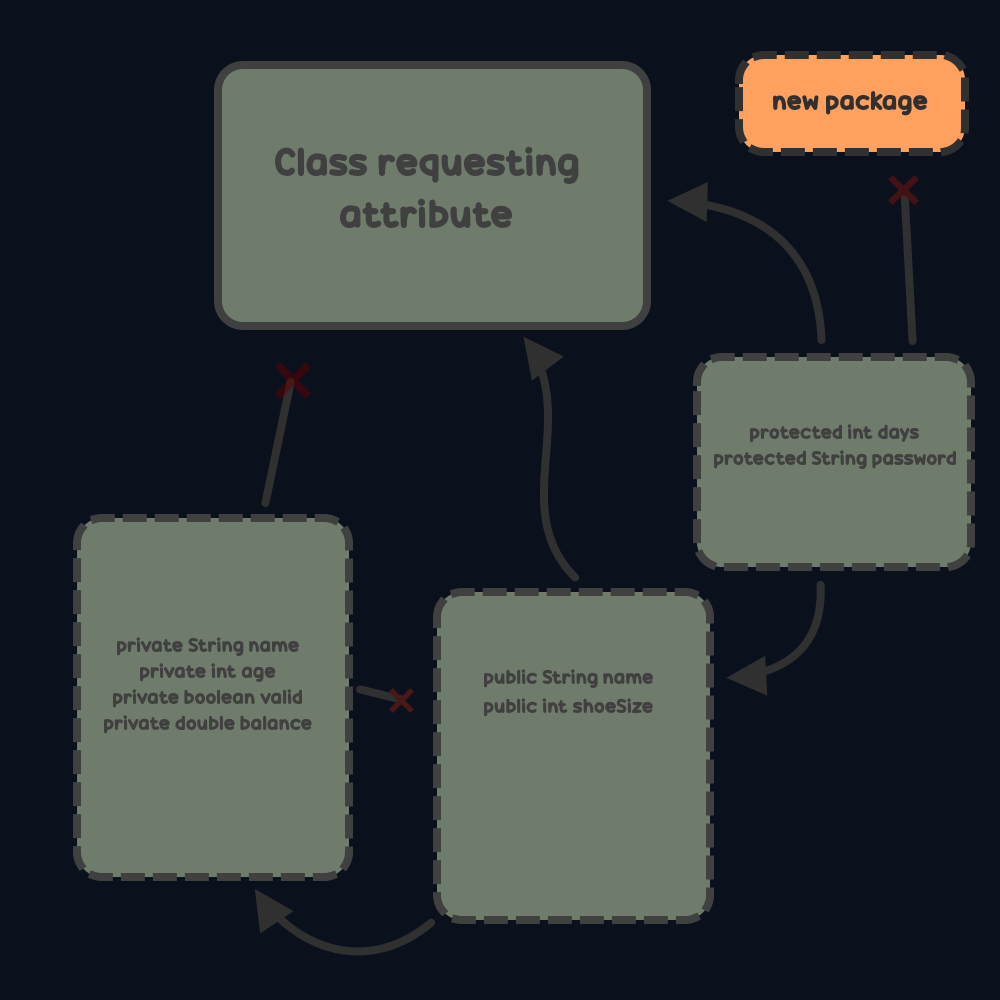 new package
Class requesting
attribute
protected int days
protected String password
private String name
private int age
private boolean valid
private double balance
public String name
public int shoeSize